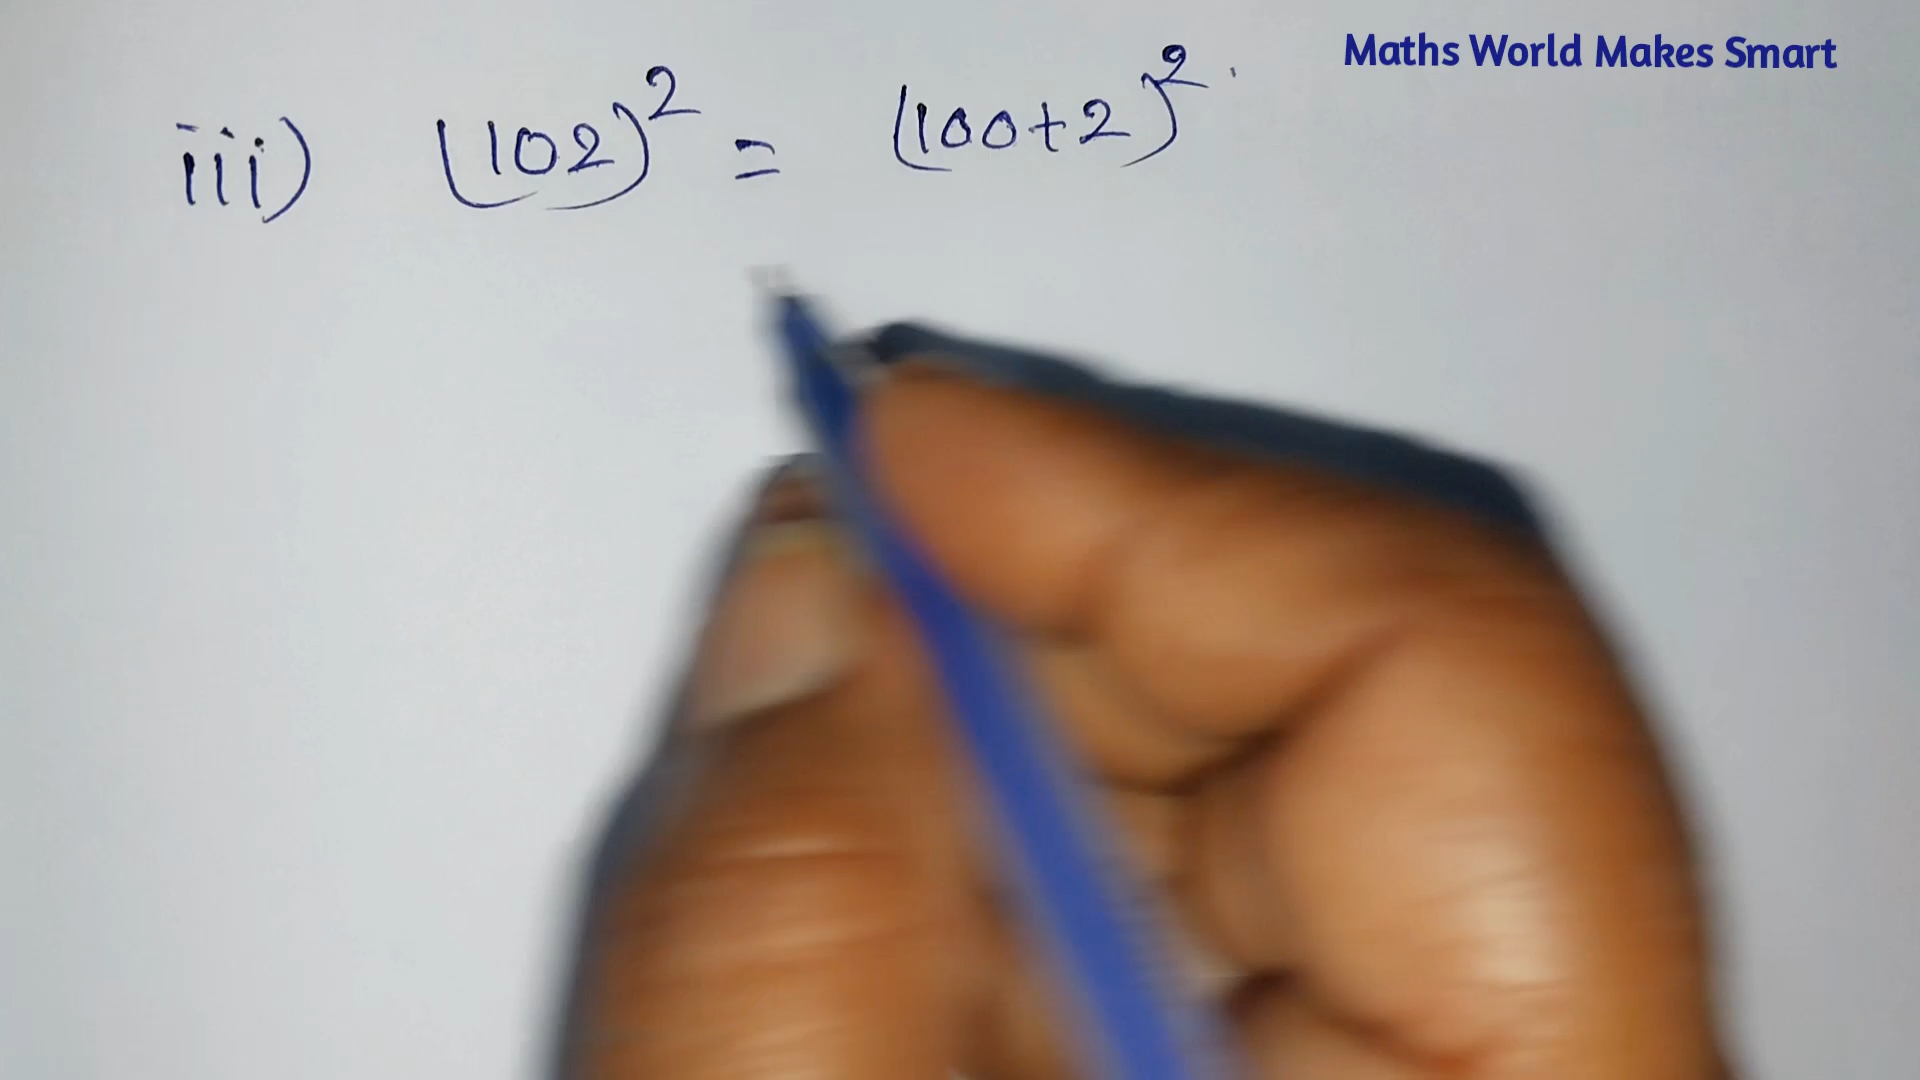 Maths World Makes Smart
iii) (102)² = (100+2)²